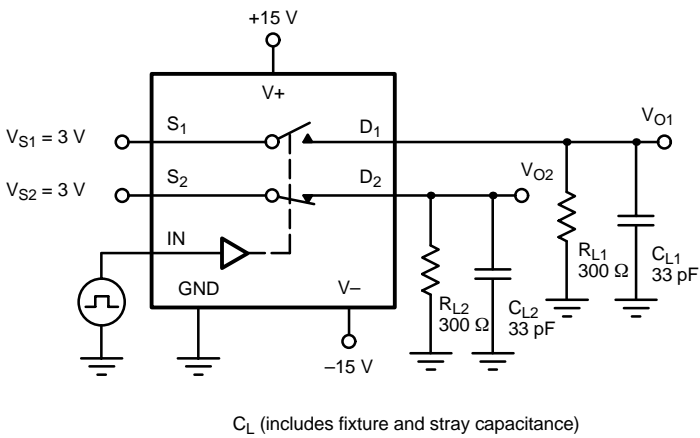 +15 V
V+
V_S1 = 3 V
S_1
D_1
V_O1
V_S2 = 3 V
S_2
D_2
V_O2
IN
GND
V–
R_L2
300 Ω
C_L2
33 pF
R_L1
300 Ω
C_L1
33 pF
–15 V
C_L (includes fixture and stray capacitance)